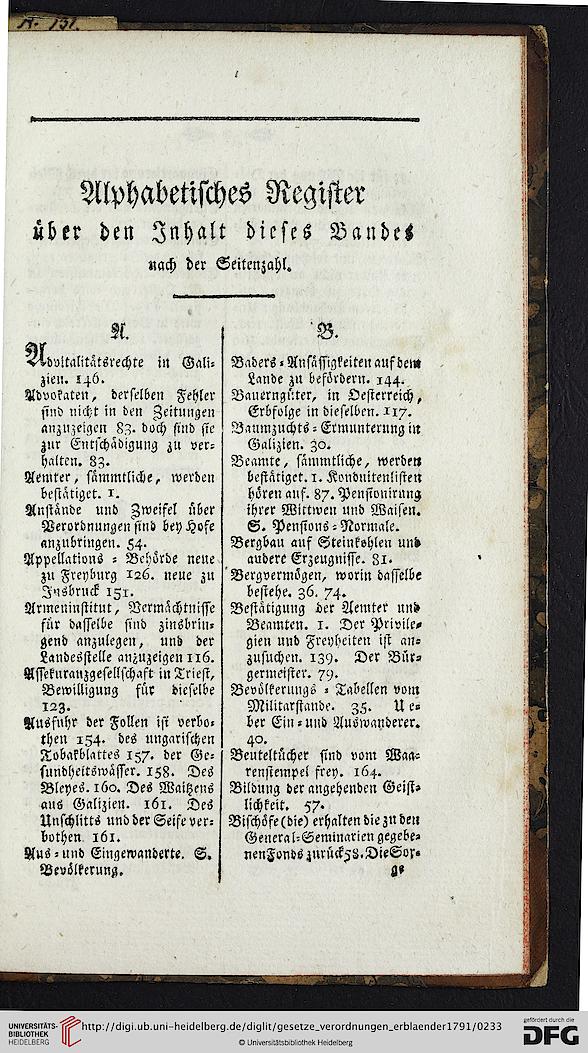 A. 131.
Alphabetisches Register
über den Inhalt dieses Bandes
nach der Seitenzahl.
A.
Advitalitätsrechte in Gali-
zien. 146.
Advokaten, derselben Fehler
sind nicht in den Zeitungen
anzuzeigen 83. doch sind sie
zur Entschädigung zu ver-
halten. 83.
Aemter, sämmtliche, werden
bestätiget. 1.
Anstände und Zweifel über
Verordnungen sind bey Hofe
anzubringen. 54.
Appellations-Behörde neue
zu Freyburg 126. neue zu
Insbruck 151.
Armeninstitut, Vermächtnisse
für dasselbe sind zinsbrin-
gend anzulegen, und der
Landesstelle anzuzeigen 116.
Assekuranzgesellschaft in Triest,
Bewilligung für dieselbe
123.
Ausfuhr der Follen ist verbo-
then 154. des ungarischen
Tobakblattes 157. der Ge-
sundheitswässer. 158. Des
Bleyes. 160. Des Waitzens
aus Galizien. 161. Des
Unschlitts und der Seife ver-
bothen 161.
Aus- und Eingewanderte. S.
Bevölkerung.
B.
Baders-Ansässigkeiten auf dem
Lande zu befördern. 144.
Bauerngüter, in Oesterreich,
Erbfolge in dieselben. 117.
Baumzuchts-Ermunterung in
Galizien. 30.
Beamte, sämmtliche, werden
bestätiget. 1. Konduitenlisten
hören auf. 87. Pensionirung
ihrer Wittwen und Waisen.
S. Pensions-Normale.
Bergbau auf Steinkohlen und
andere Erzeugnisse. 81.
Bergvermögen, worin dasselbe
bestehe. 36. 74.
Bestätigung der Aemter und
Beamten. 1. Der Privile-
gien und Freyheiten ist an-
zusuchen. 139. Der Bür-
germeister. 79.
Bevölkerungs-Tabellen vom
Militarstande. 35. Ue-
ber Ein- und Auswanderer.
40.
Beuteltücher sind vom Waa-
renstempel frey. 164.
Bildung der angehenden Geist-
lichkeit. 57.
Bischöfe (die) erhalten die zu den
General-Seminarien gegebe-
nen Fonds zurück 58. Die Sor-
ge
UNIVERSITÄTS-
BIBLIOTHEK
HEIDELBERG
http://digi.ub.uni-heidelberg.de/diglit/gesetze_verordnungen_erblaender1791/0233
© Universitätsbibliothek Heidelberg
gefördert durch die
DFG